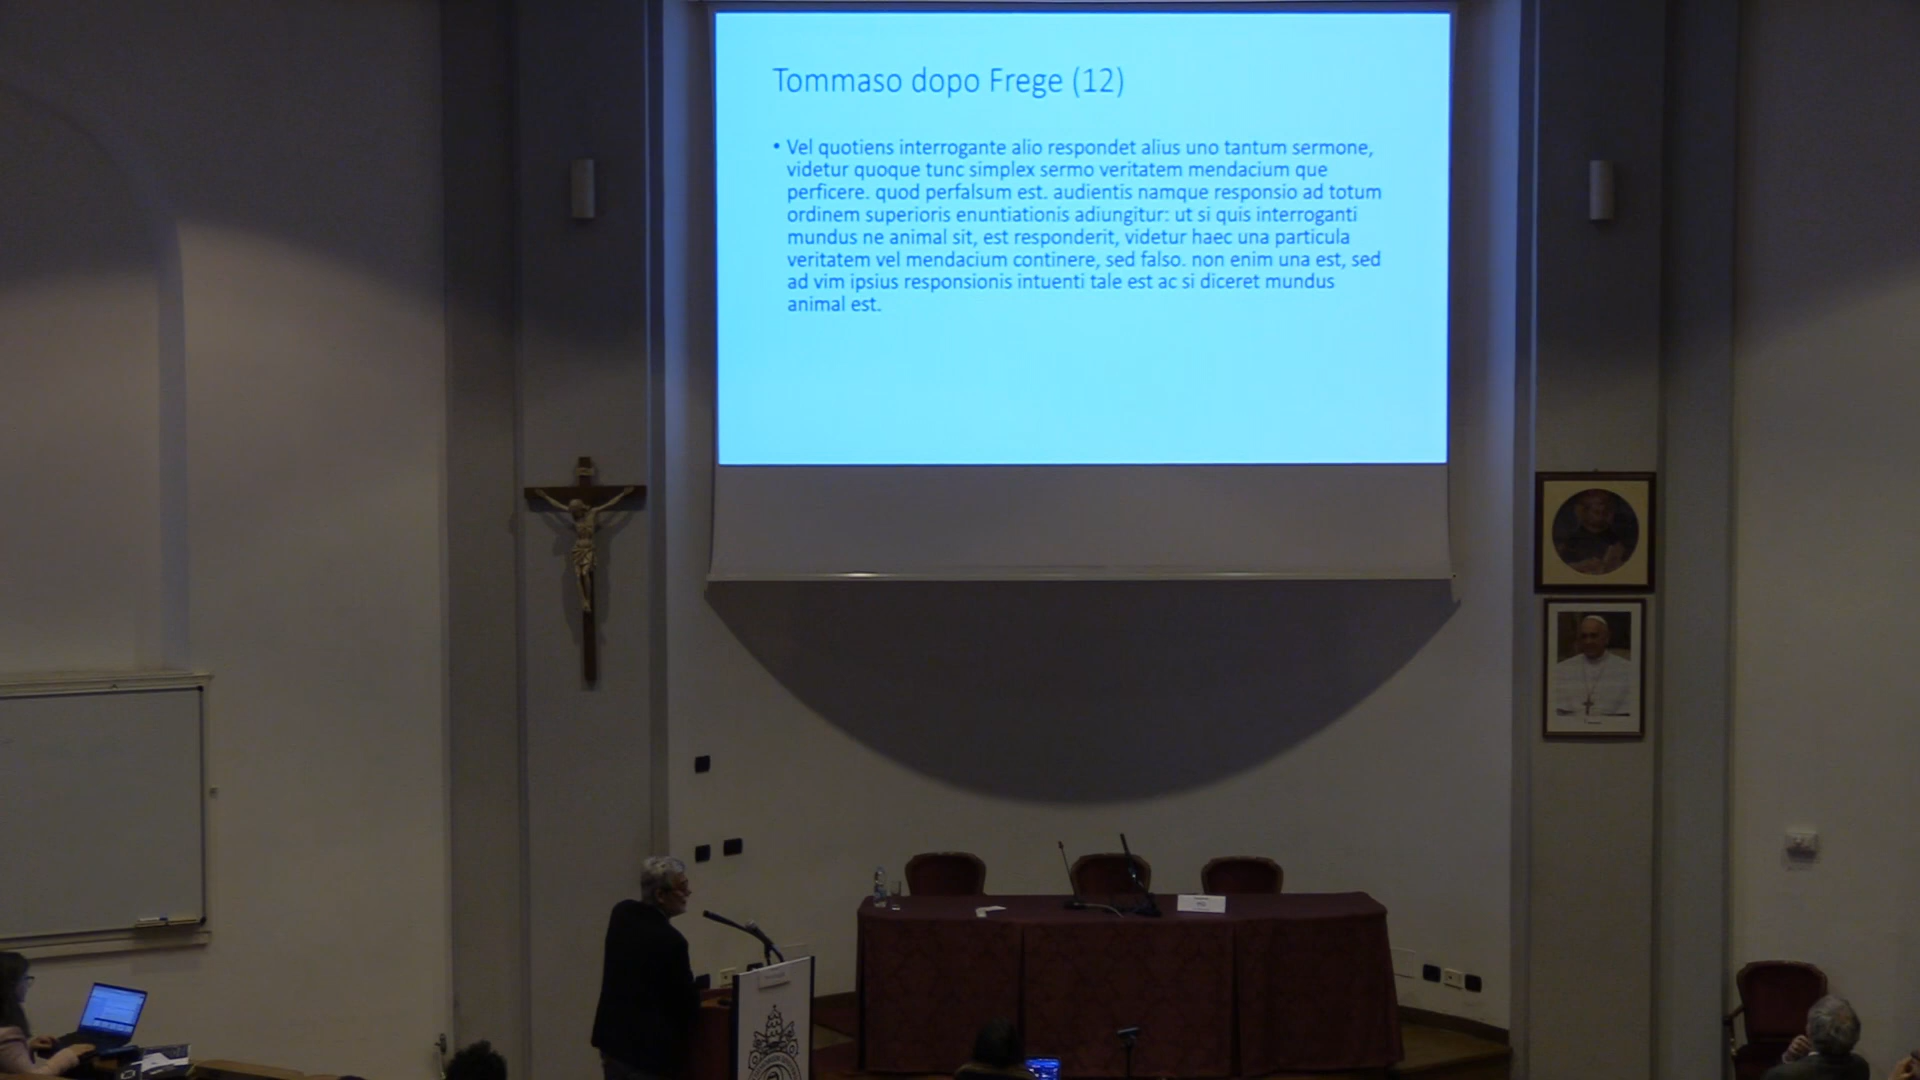 Tommaso dopo Frege (12)
• Vel quotiens interrogante alio respondet alius uno tantum sermone,
videtur quoque tunc simplex sermo veritatem mendacium que
perficere. quod perfalsum est. audientis namque responsio ad totum
ordinem superioris enuntiationis adiungitur: ut si quis interroganti
mundus ne animal sit, est responderit, videtur haec una particula
veritatem vel mendacium continere, sed falso. non enim una est, sed
ad vim ipsius responsionis intuenti tale est ac si diceret mundus
animal est.